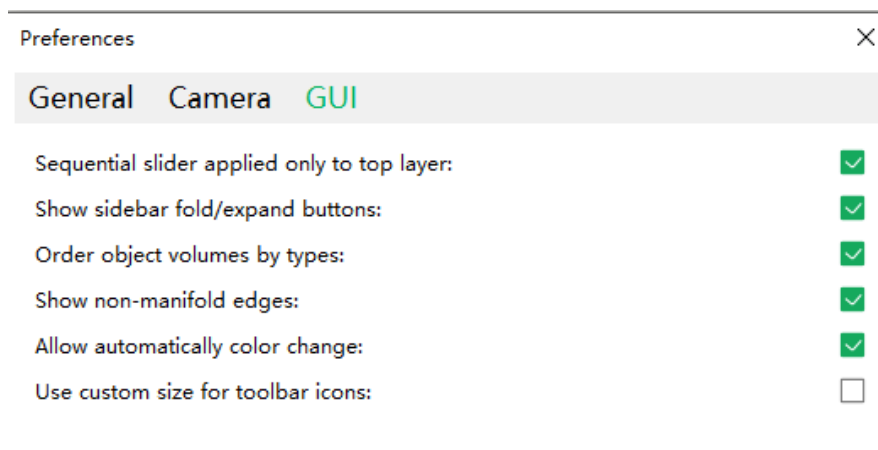 Preferences
General Camera GUI
Sequential slider applied only to top layer:
Show sidebar fold/expand buttons:
Order object volumes by types:
Show non-manifold edges:
Allow automatically color change:
Use custom size for toolbar icons: